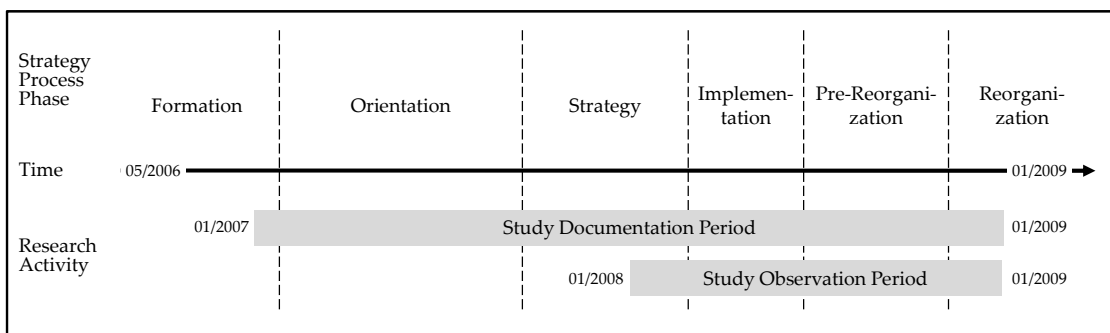 Strategy
Process
Phase
Formation
Orientation
Strategy
Implemen-
tation
Pre-Reorgani-
zation
Reorgani-
zation
Time
05/2006
01/2009
Research
Activity
01/2007
Study Documentation Period
01/2009
01/2008
Study Observation Period
01/2009